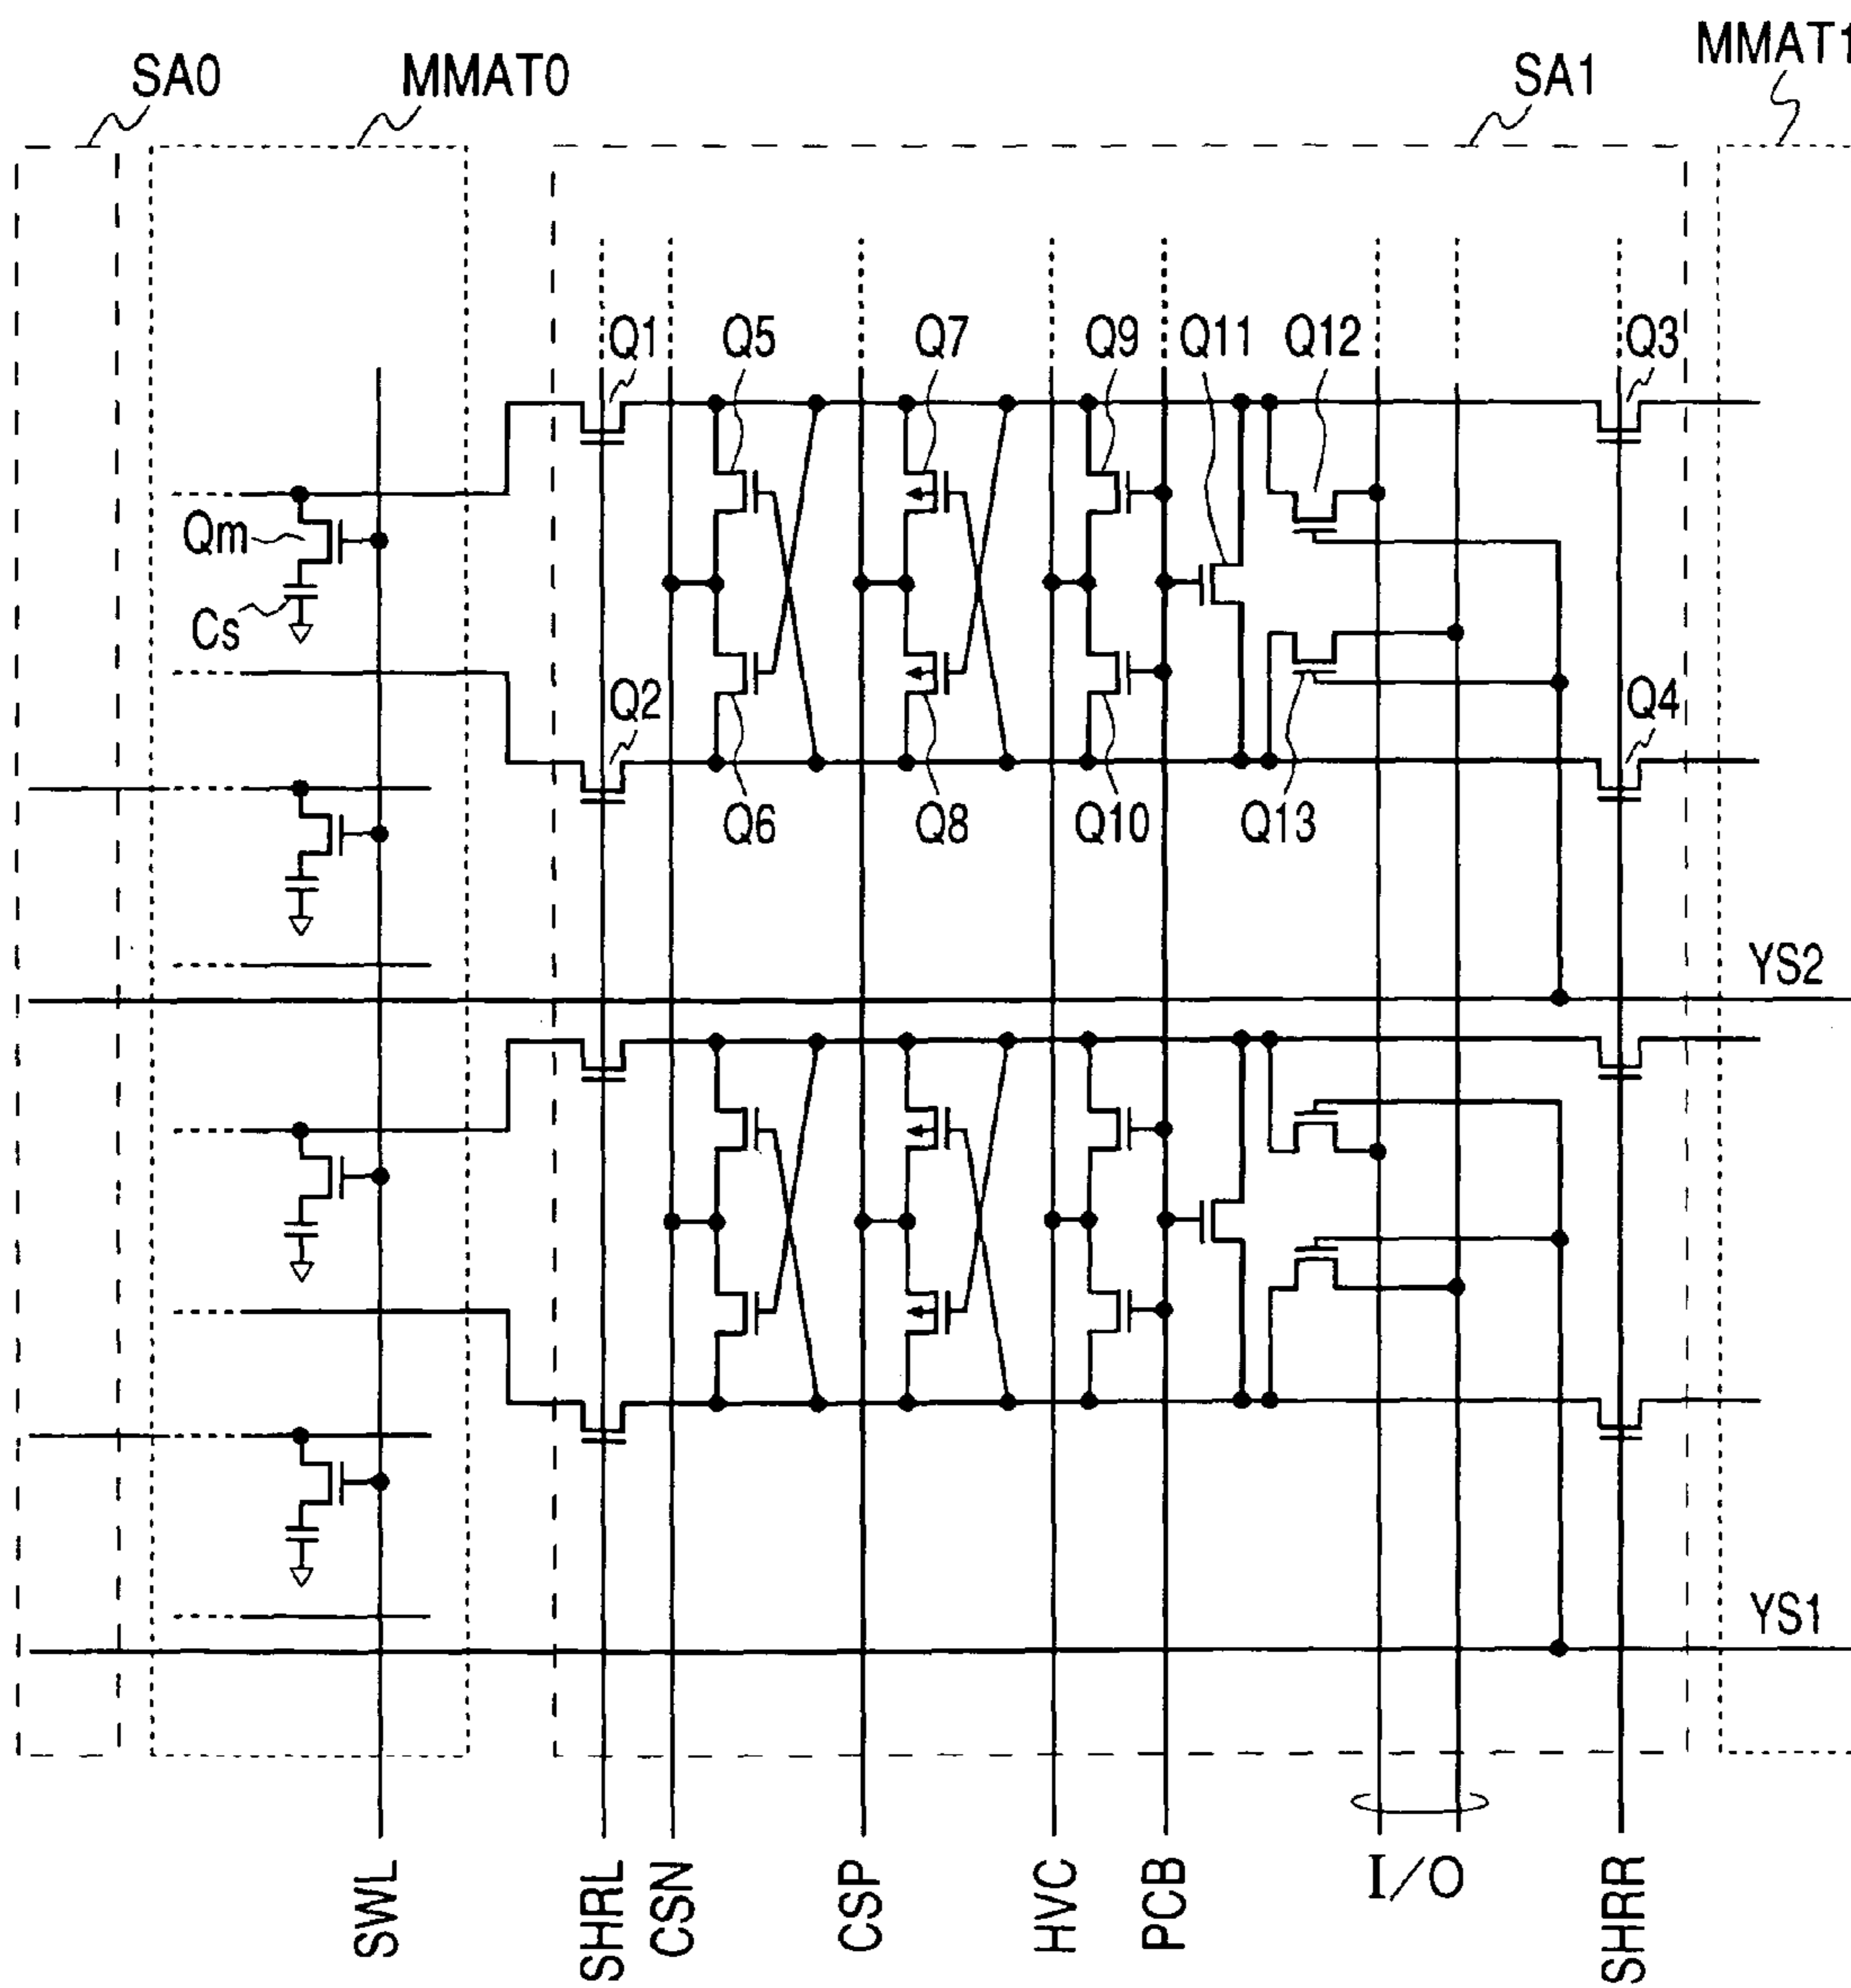 SA0 MMAT0 SA1 MMAT1
Q1 Q5 Q7 Q9 Q11 Q12 Q3
Qm
Cs
Q2 Q4
Q6 Q8 Q10 Q13
YS2
YS1
SWL SHRL CSN CSP HVC PCB I/O SHRR